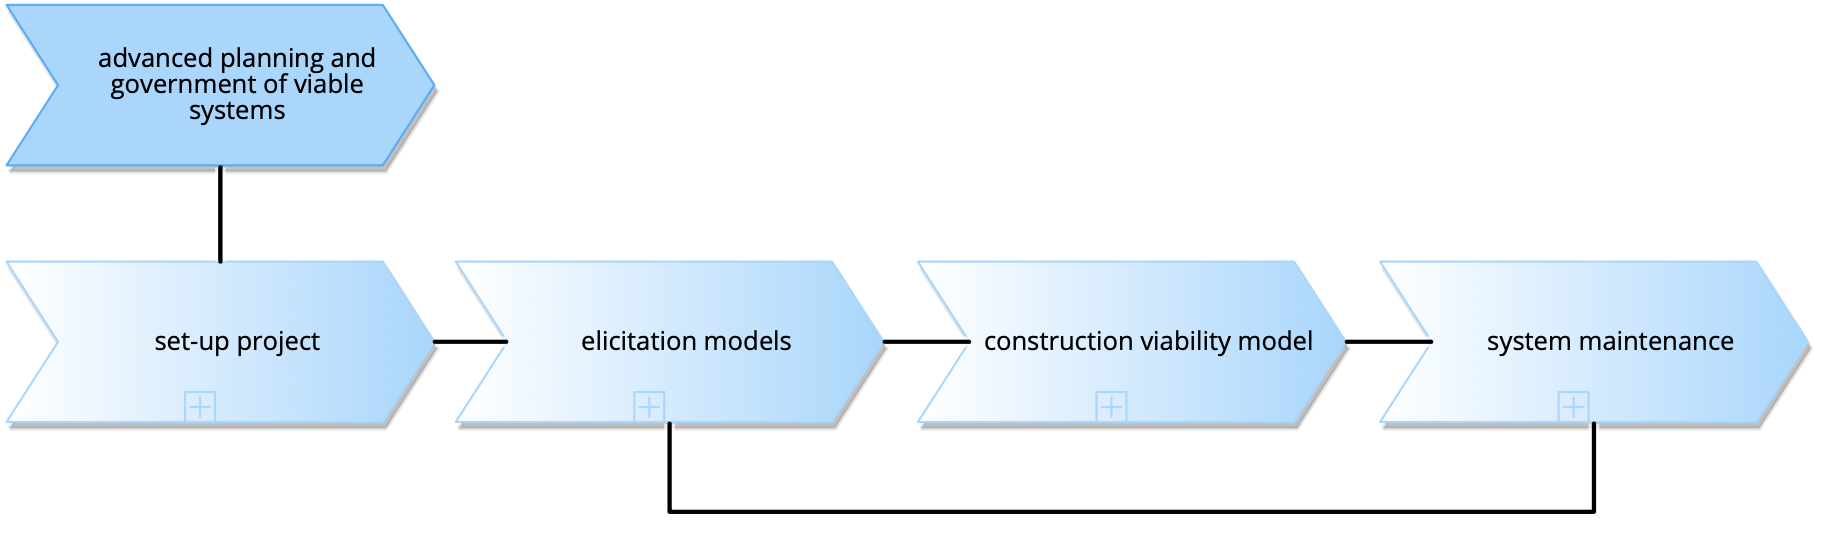 advanced planning and
government of viable
systems
set-up project
elicitation models
construction viability model
system maintenance